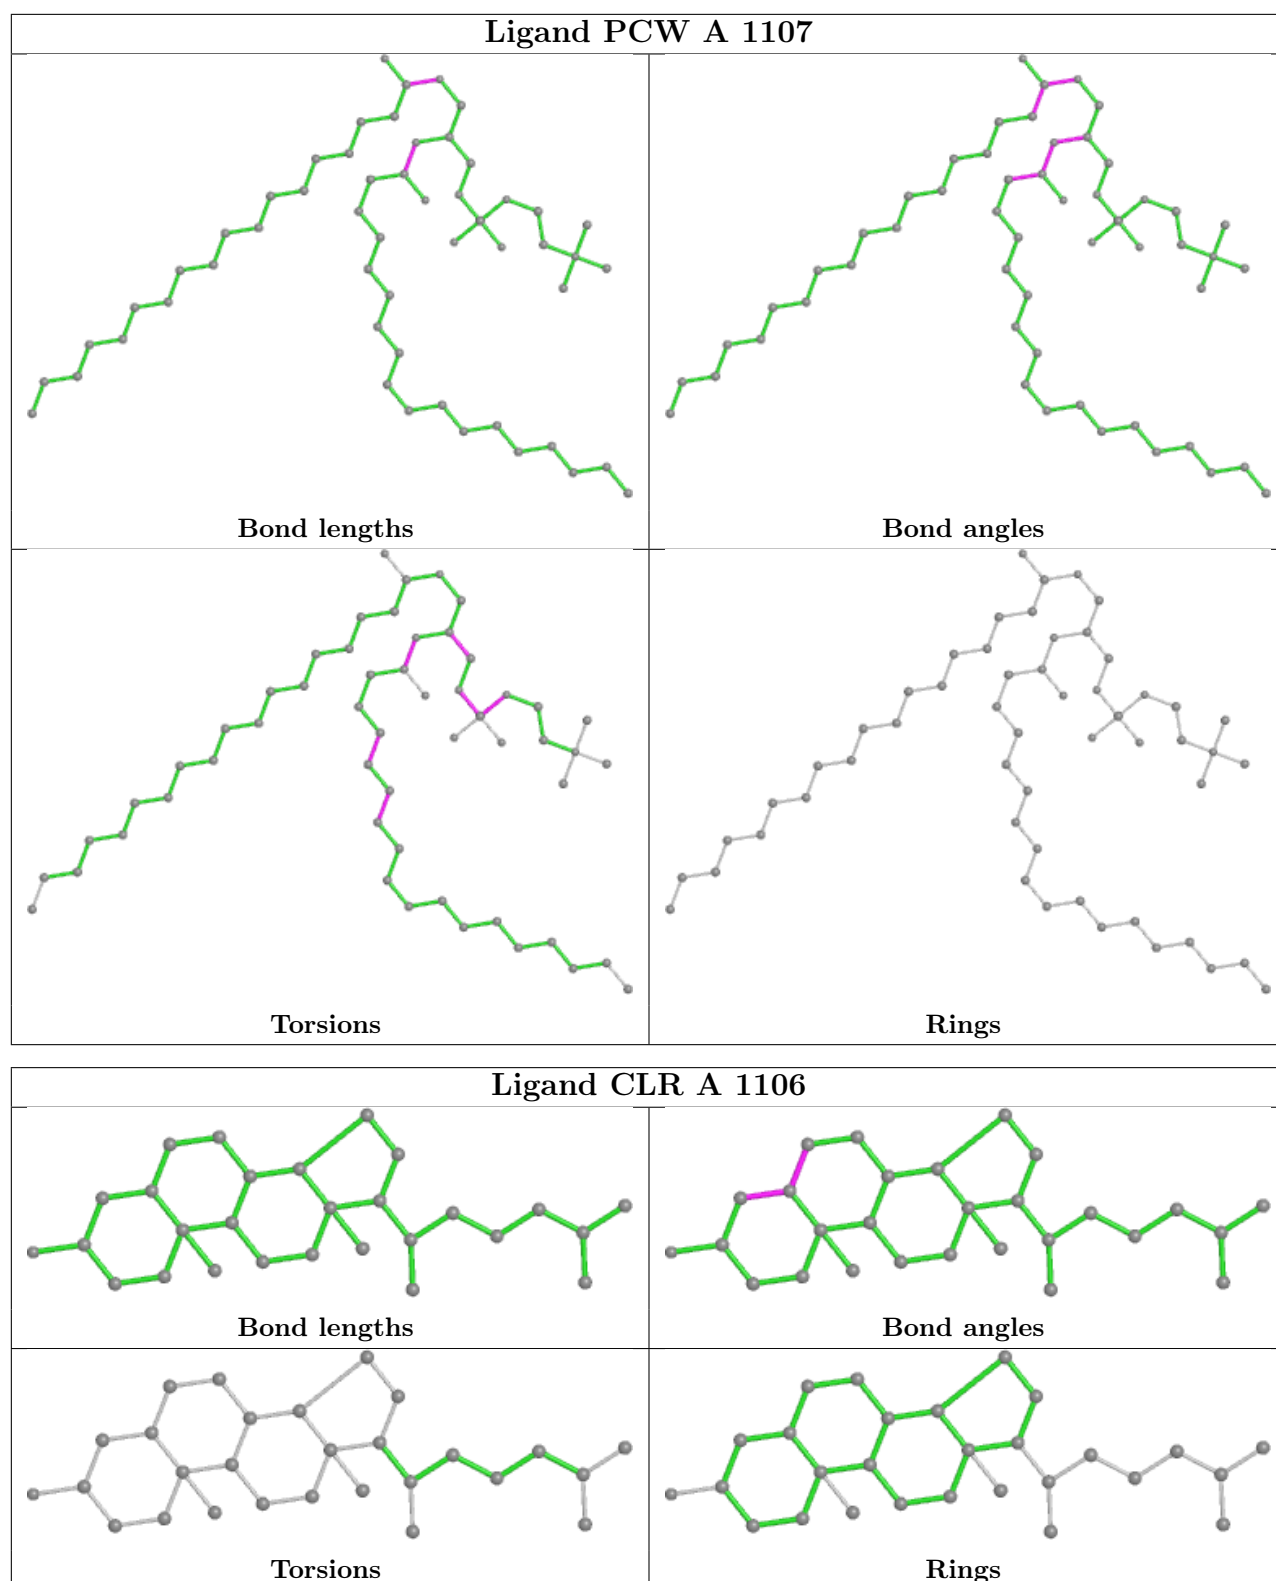 Ligand PCW A 1107
Bond lengths
Bond angles
Torsions
Rings
Ligand CLR A 1106
Bond lengths
Bond angles
Torsions
Rings